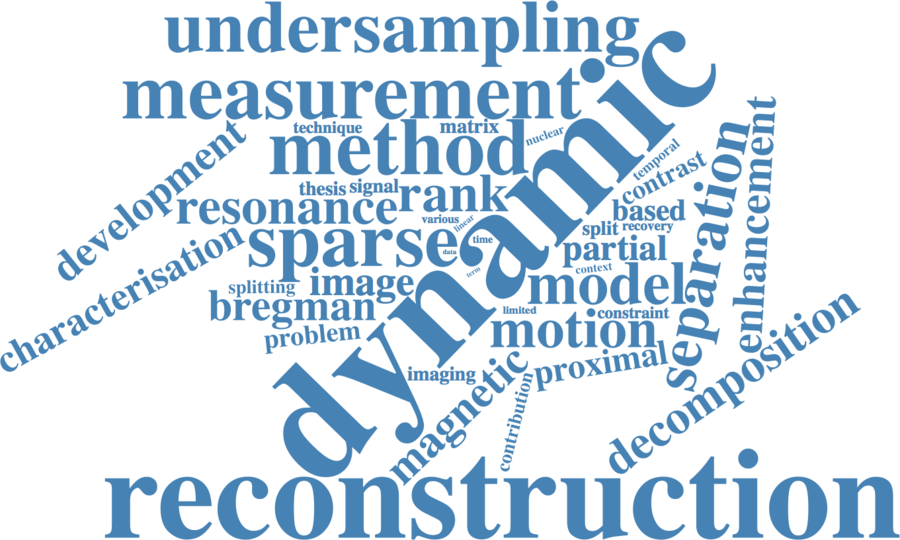 undersampling
measurement
dynamic
technique
matrix
nuclear
method
development
temporal
contrast
separation
enhancement
thesis
signal
rank
resonance
various
linear
based
split
recovery
sparse
data
time
partial
characterisation
term
context
splitting
image
model
bregman
limited
constraint
problem
motion
imaging
proximal
magnetic
contribution
decomposition
reconstruction